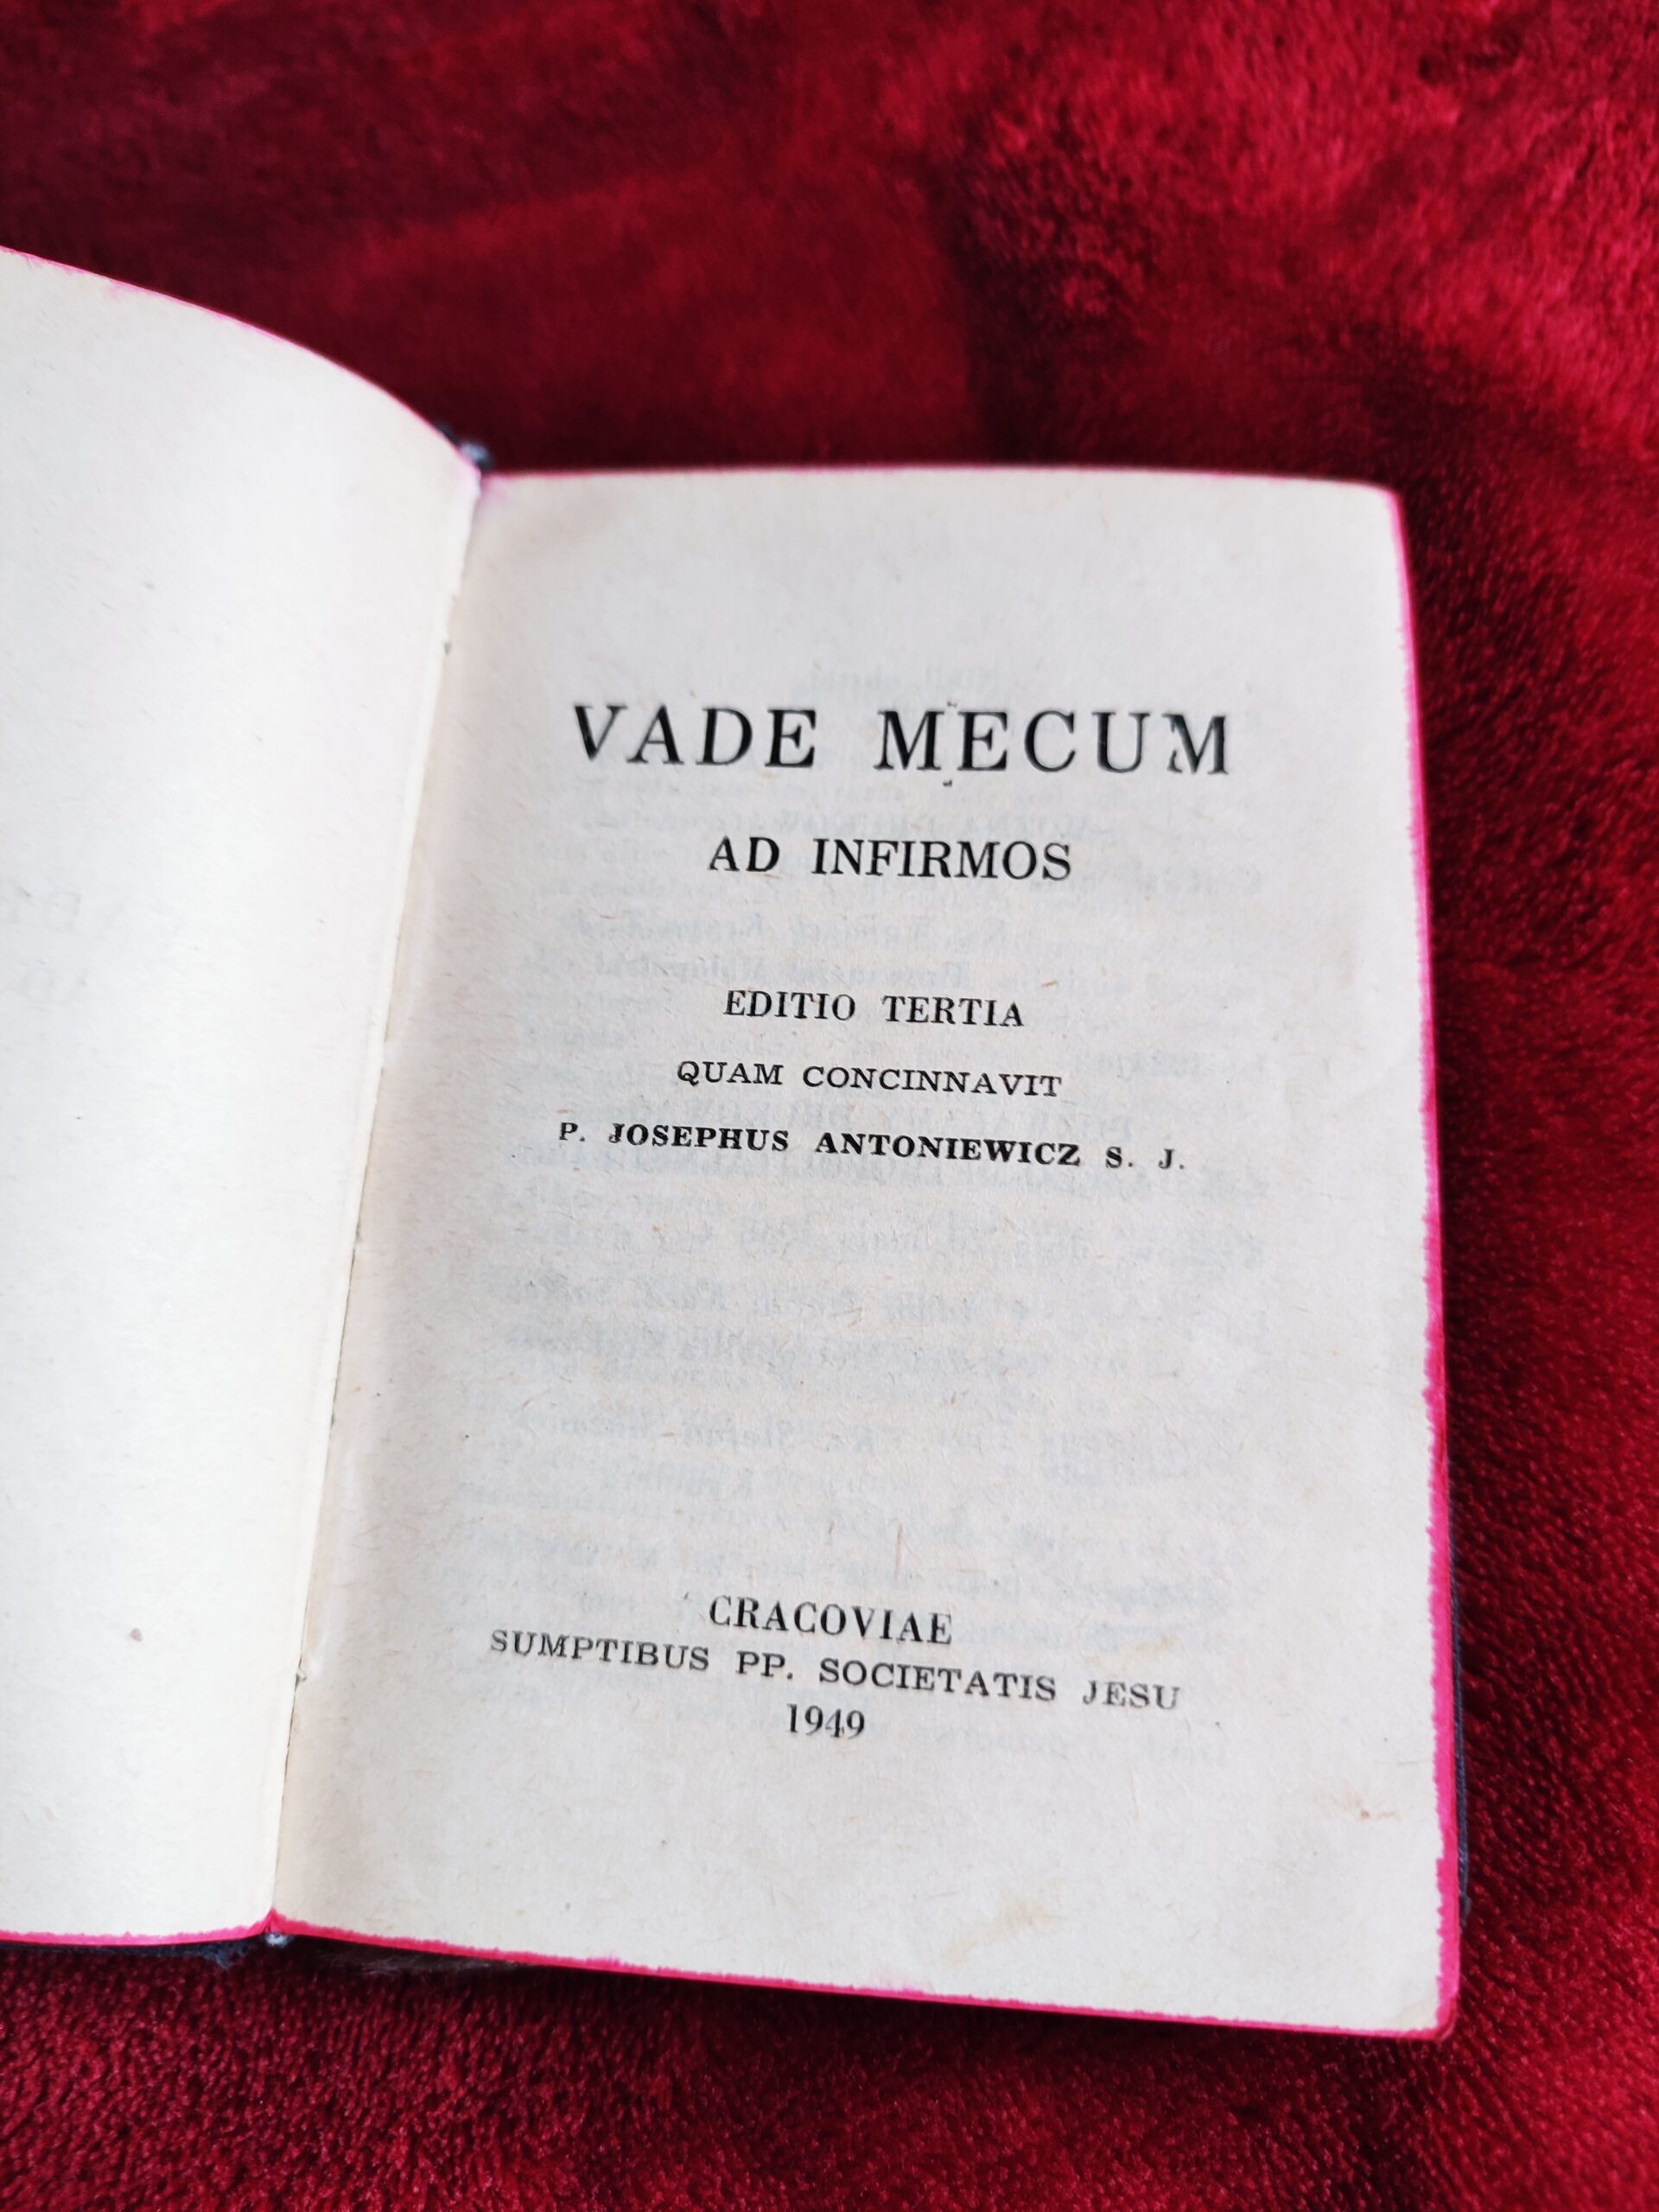 VADE MECUM
AD INFIRMOS
EDITIO TERTIA
QUAM CONCINNAVIT
P. JOSEPHUS ANTONIEWICZ S. J.
CRACOVIAE
SUMPTIBUS PP. SOCIETATIS JESU
1949